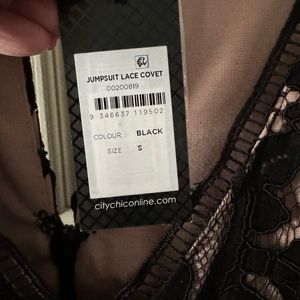 JUMPSUIT LACE COVET
00200819
9 346637 119502
COLOUR BLACK
SIZE S
citychiconline.com